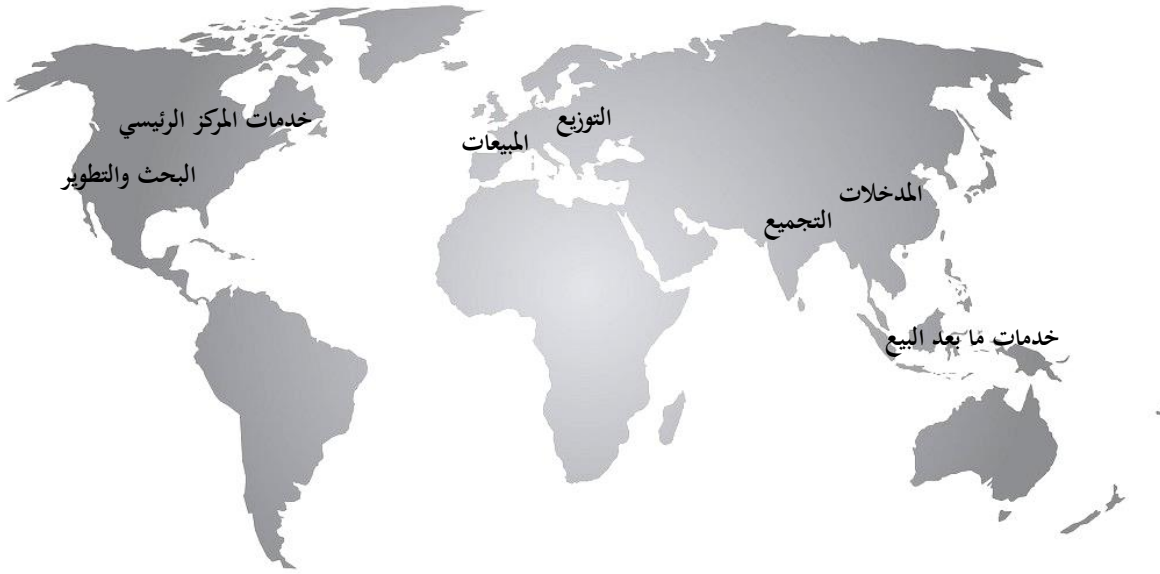 خدمات المركز الرئيسي
التوزيع
المبيعات
البحث والتطوير
المدخلات
التجميع
خدمات ما بعد البيع